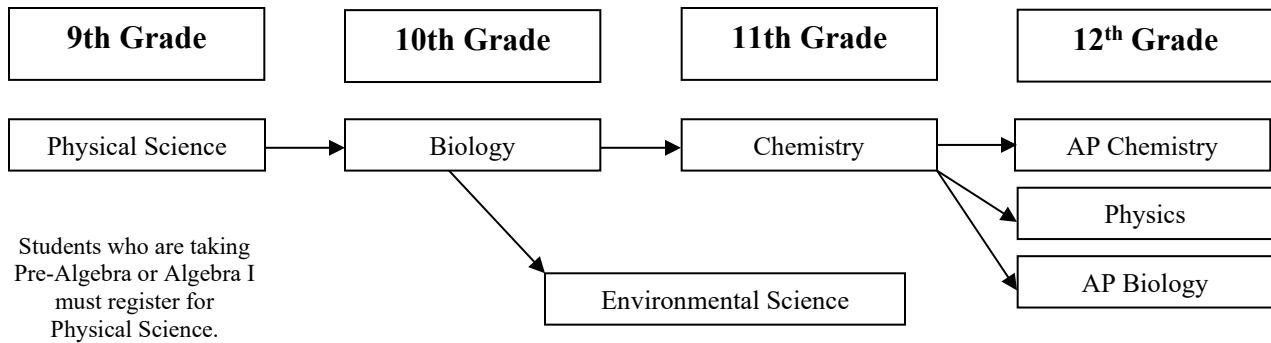 9th Grade
10th Grade
11th Grade
12th Grade
Physical Science
Biology
Chemistry
AP Chemistry
Physics
AP Biology
Environmental Science
Students who are taking
Pre-Algebra or Algebra I
must register for
Physical Science.